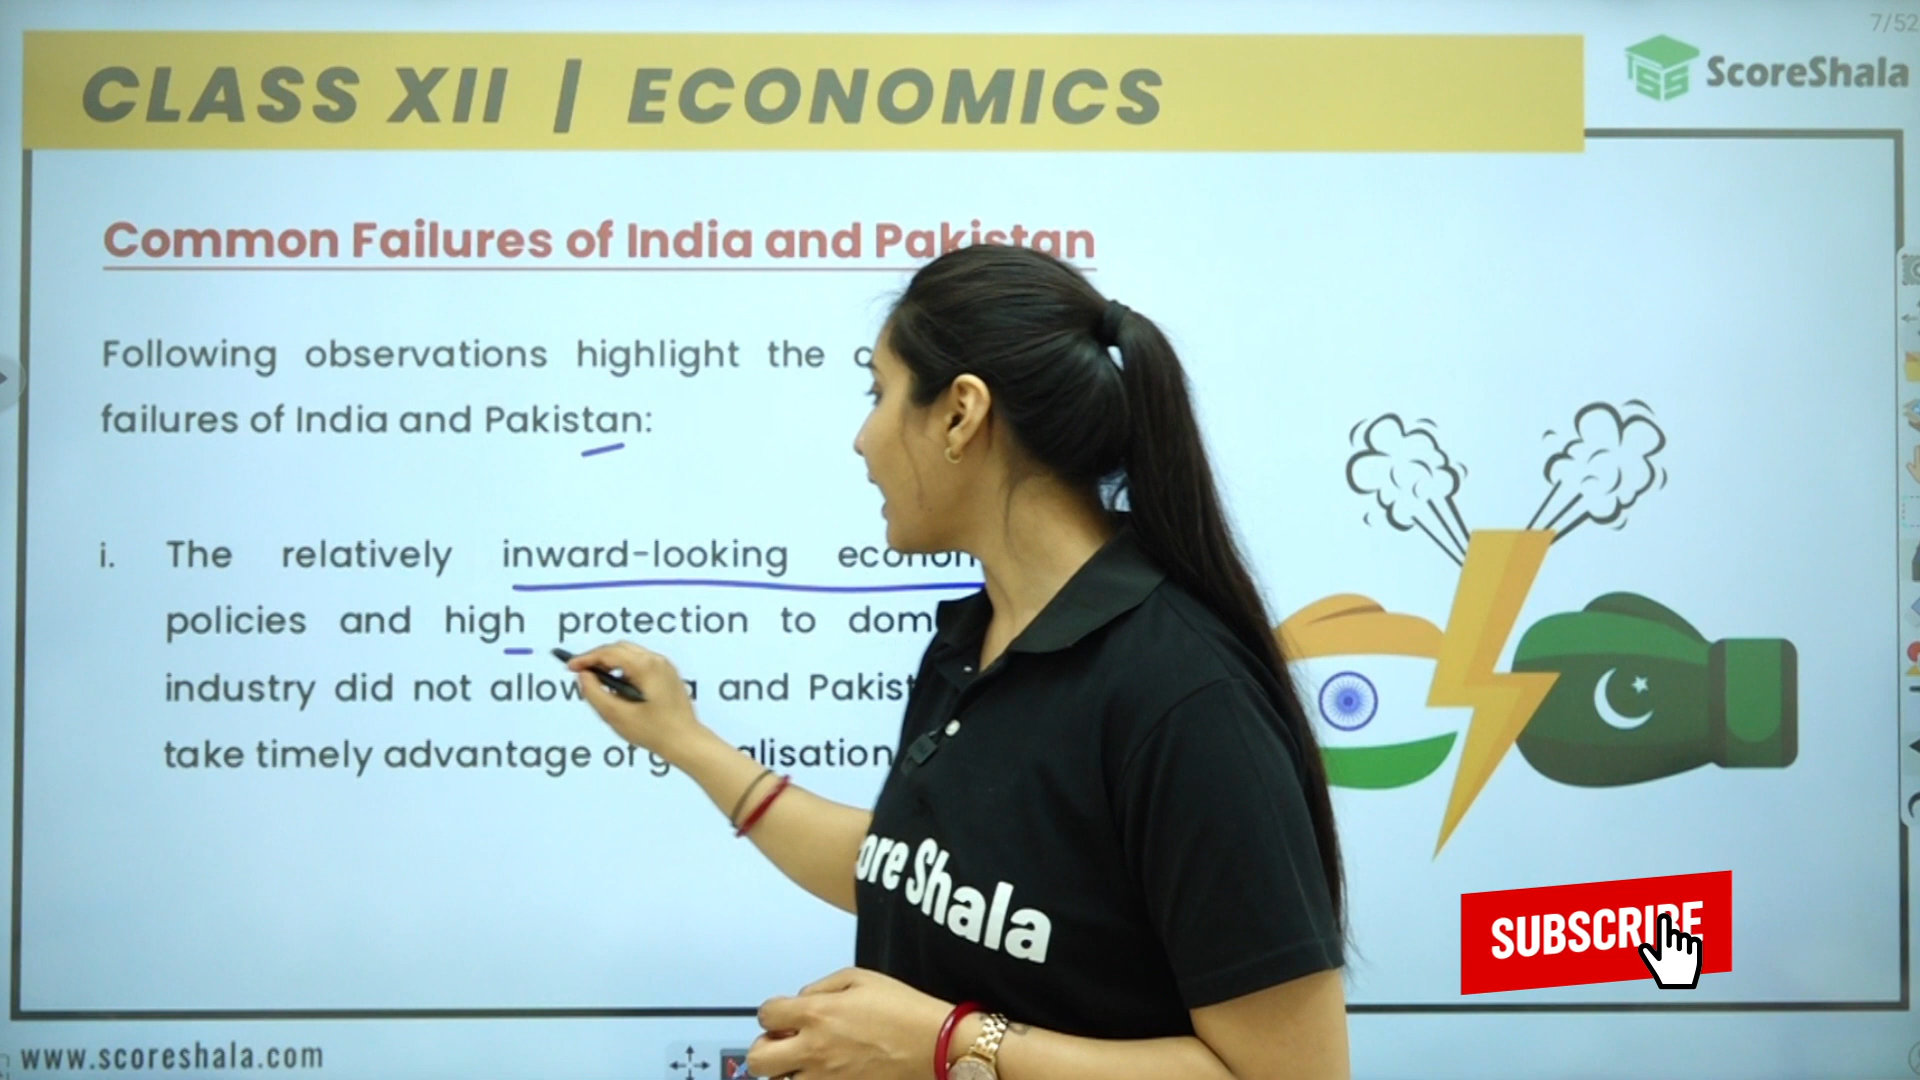 7/52
CLASS XII | ECONOMICS
ScoreShala
Common Failures of India and Pakistan
Following observations highlight the
failures of India and Pakistan:
i. The relatively inward-looking
policies and high protection to
industry did not allow and
take timely advantage of
Shala
SUBSCRIBE
www.scoreshala.com